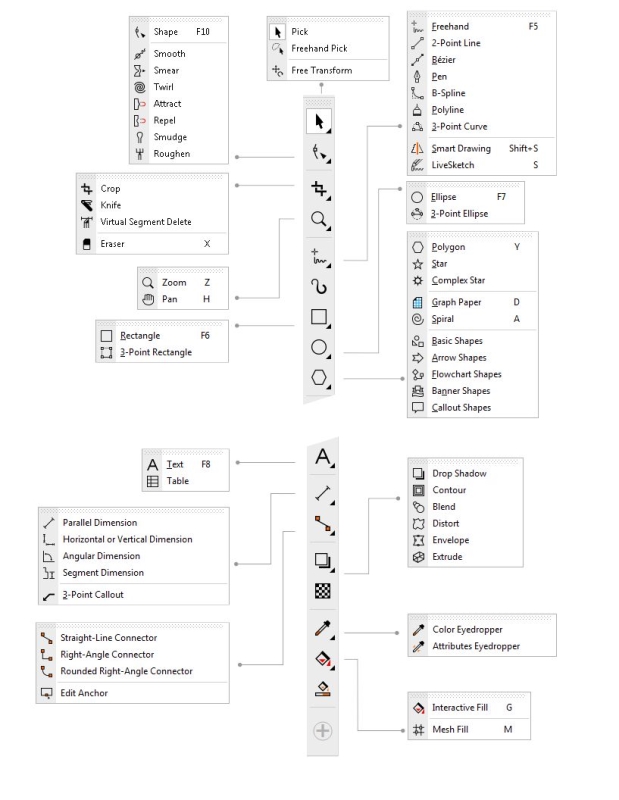 Shape F10
Smooth
Smear
Twirl
Attract
Repel
Smudge
Roughen
Pick
Freehand Pick
Free Transform
Freehand F5
2-Point Line
Bézier
Pen
B-Spline
Polyline
3-Point Curve
Smart Drawing Shift+S
LiveSketch S
Crop
Knife
Virtual Segment Delete
Eraser X
Ellipse F7
3-Point Ellipse
Zoom Z
Pan H
Polygon Y
Star
Complex Star
Graph Paper D
Spiral A
Basic Shapes
Arrow Shapes
Flowchart Shapes
Banner Shapes
Callout Shapes
Rectangle F6
3-Point Rectangle
A
A Text F8
Table
Drop Shadow
Contour
Blend
Distort
Envelope
Extrude
Parallel Dimension
Horizontal or Vertical Dimension
Angular Dimension
Segment Dimension
3-Point Callout
Color Eyedropper
Attributes Eyedropper
Straight-Line Connector
Right-Angle Connector
Rounded Right-Angle Connector
Edit Anchor
Interactive Fill G
Mesh Fill M